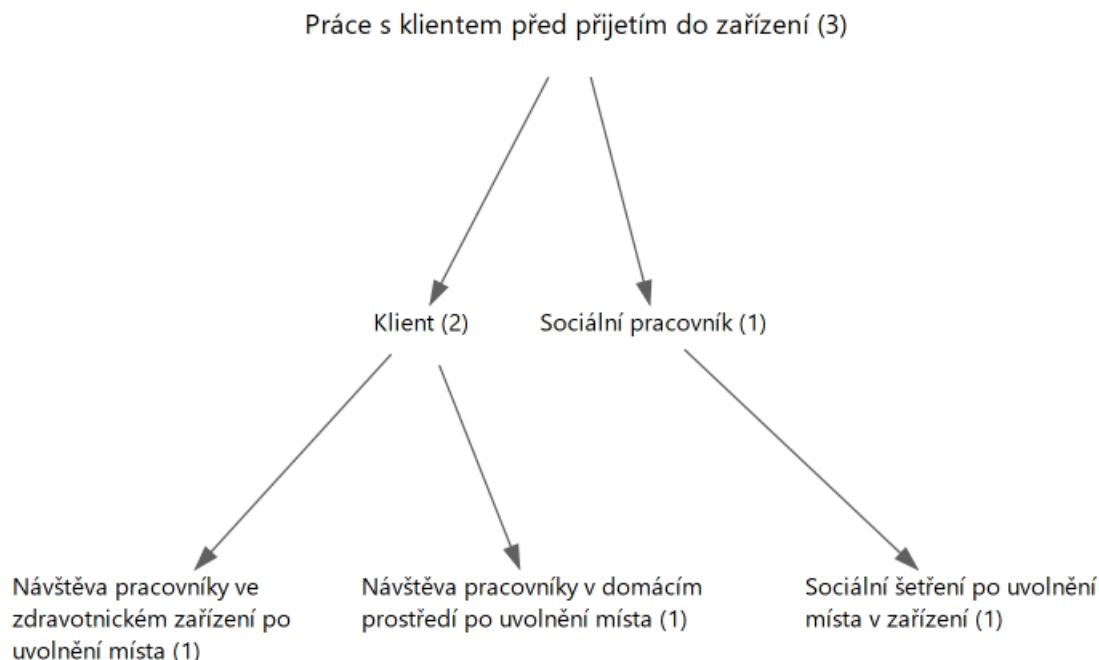 Práce s klientem před přijetím do zařízení (3)
Klient (2)
Sociální pracovník (1)
Návštěva pracovníky ve
zdravotnickém zařízení po
uvolnění místa (1)
Návštěva pracovníky v domácím
prostředí po uvolnění místa (1)
Sociální šetření po uvolnění
místa v zařízení (1)